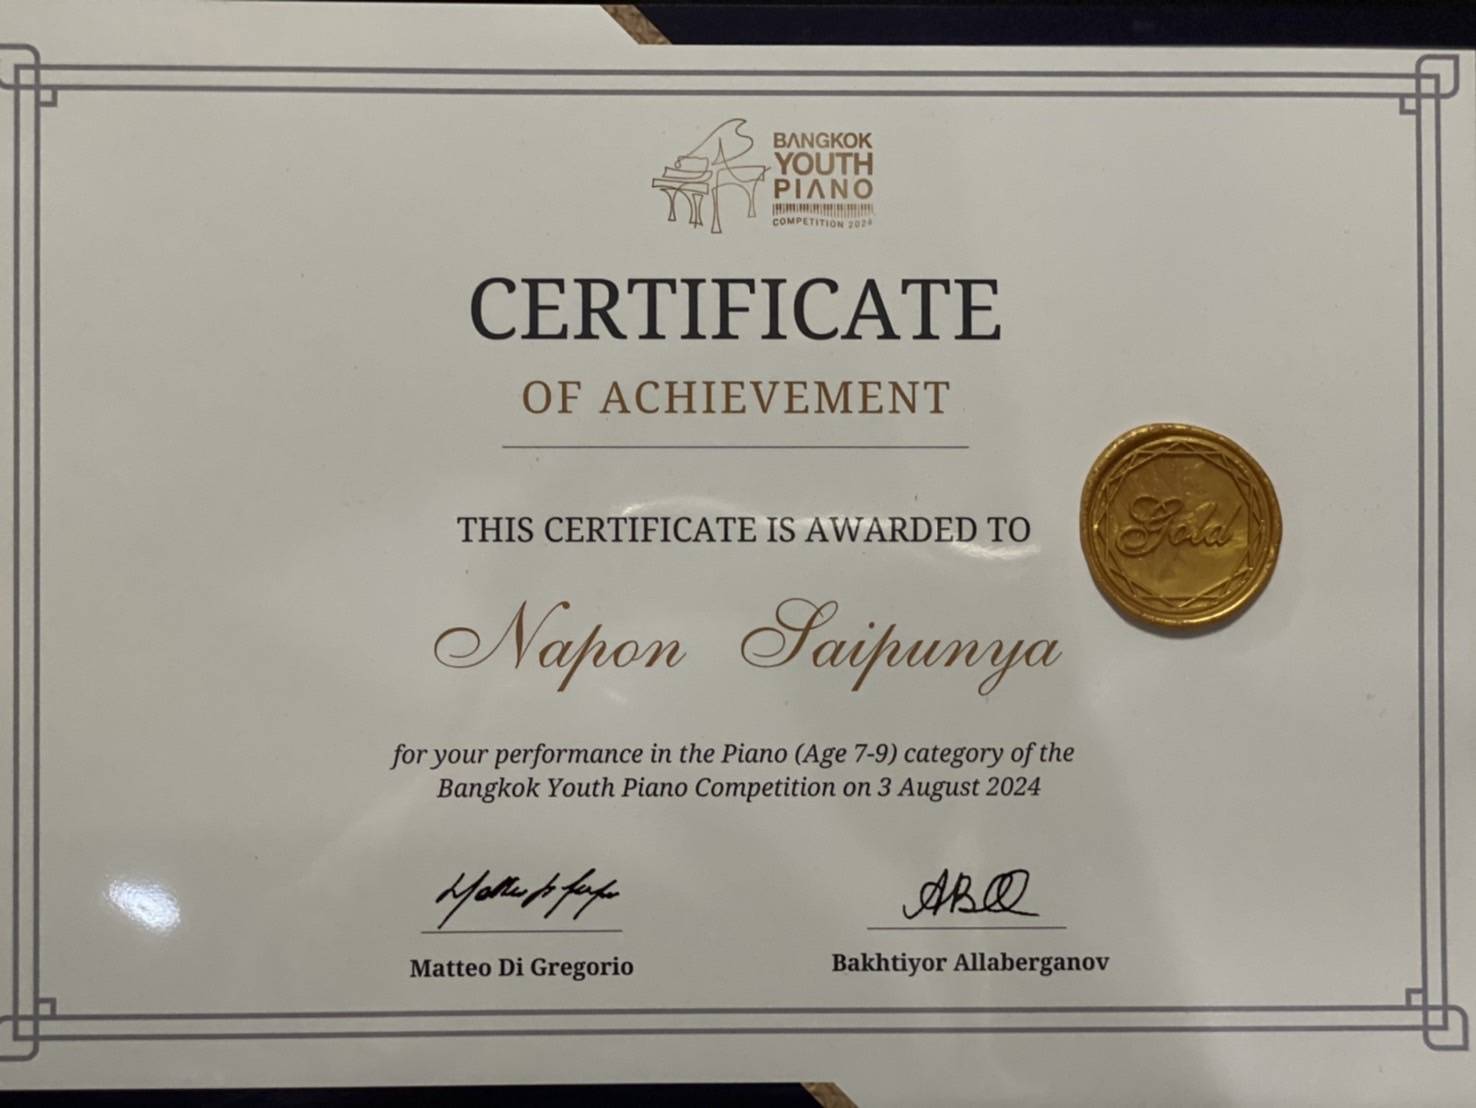 BANGKOK
YOUTH
PIANO
COMPETITION 2024
CERTIFICATE
OF ACHIEVEMENT
THIS CERTIFICATE IS AWARDED TO
Gold
Napon Saipunya
for your performance in the Piano (Age 7-9) category of the
Bangkok Youth Piano Competition on 3 August 2024
Matteo Di Gregorio
Bakhtiyor Allaberganov